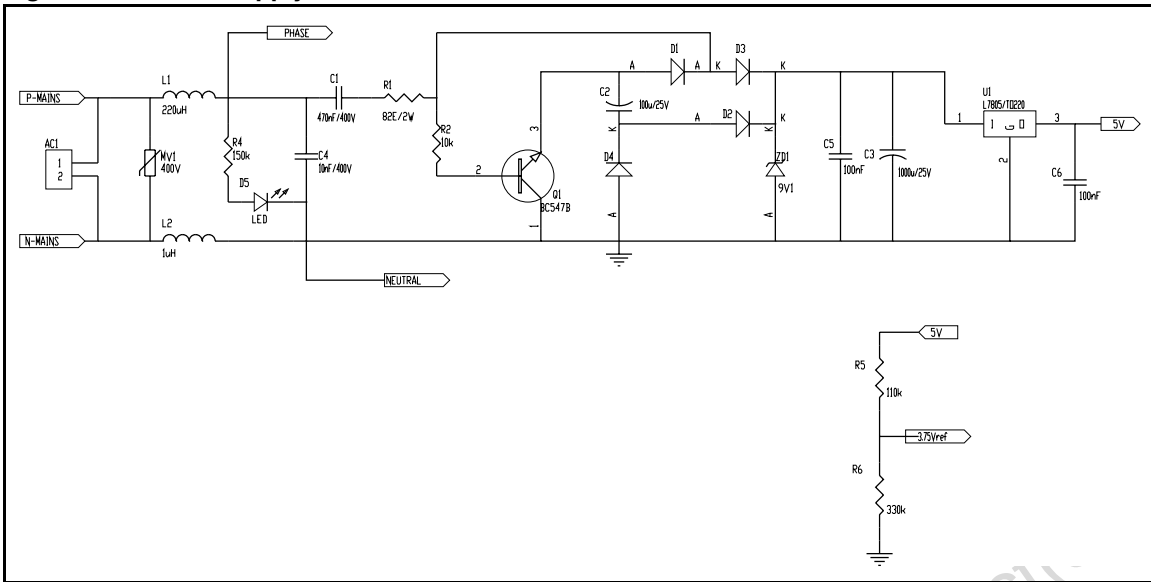 PHASE
D1
D3
L1
C1
R1
A
A
K
K
C2
U1
L7805/TO220
P-MAINS
220uH
470nF/400V
82E/2W
100u/25V
R2
10k
3
K
A
D2
K
1
I
G
O
3
5V
AC1
1
2
MV1
400V
R4
150k
C4
10nF/400V
D4
K
ZD1
9V1
C5
100nF
C3
1000u/25V
2
D5
LED
2
Q1
BC547B
C6
100nF
A
A
L2
1
N-MAINS
1uH
NEUTRAL
5V
R5
110k
3.75Vref
R6
330k